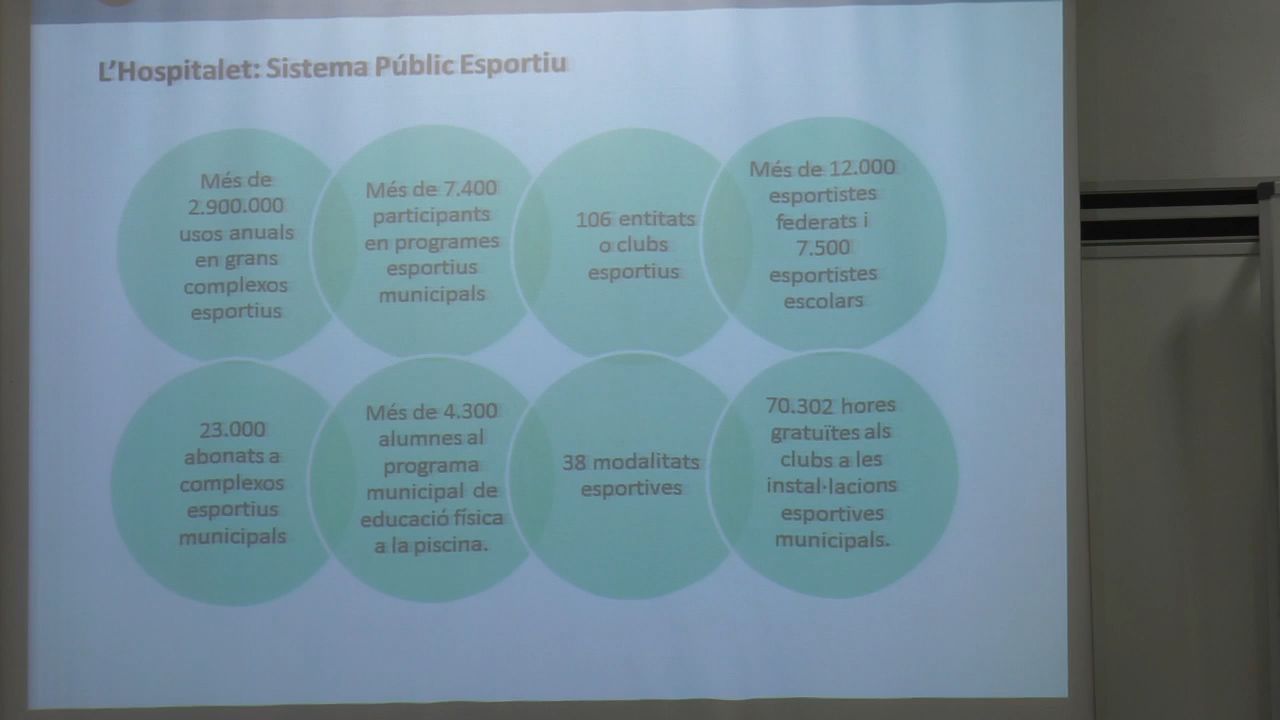 L'Hospitalet: Sistema Públic Esportiu
Més de
2.900.000
usos anuals
en grans
complexos
esportius
Més de 7.400
participants
en programes
esportius
municipals
106 entitats
o clubs
esportius
Més de 12.000
esportistes
federats i
7.500
esportistes
escolars
23.000
abonats a
complexos
esportius
municipals
Més de 4.300
alumnes al
programa
municipal de
educació física
a la piscina.
38 modalitats
esportives
70.302 hores
gratuïtes als
clubs a les
instal·lacions
esportives
municipals.